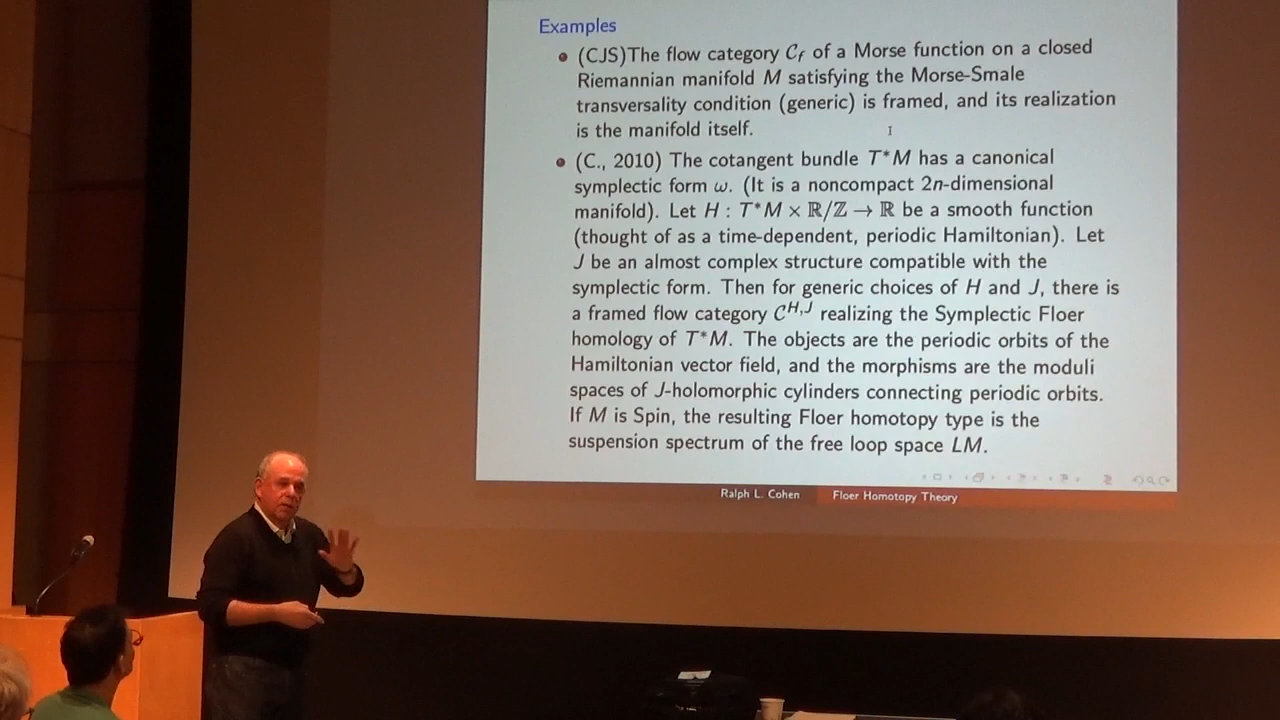 Examples
• (CJS)The flow category 𝒞_f of a Morse function on a closed
Riemannian manifold M satisfying the Morse-Smale
transversality condition (generic) is framed, and its realization
is the manifold itself.
• (C., 2010) The cotangent bundle T*M has a canonical
symplectic form ω. (It is a noncompact 2n-dimensional
manifold). Let H : T*M × ℝ/ℤ → ℝ be a smooth function
(thought of as a time-dependent, periodic Hamiltonian). Let
J be an almost complex structure compatible with the
symplectic form. Then for generic choices of H and J, there is
a framed flow category 𝒞^{H,J} realizing the Symplectic Floer
homology of T*M. The objects are the periodic orbits of the
Hamiltonian vector field, and the morphisms are the moduli
spaces of J-holomorphic cylinders connecting periodic orbits.
If M is Spin, the resulting Floer homotopy type is the
suspension spectrum of the free loop space LM.
Ralph L. Cohen Floer Homotopy Theory